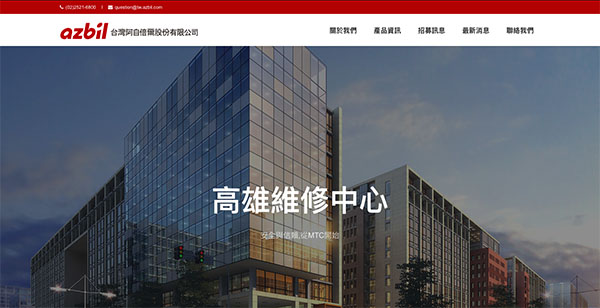 (02)2521-6800 | question@tw.azbil.com
azbil 台灣阿自倍爾股份有限公司
關於我們 產品資訊 招募訊息 最新消息 聯絡我們
高雄維修中心
安全與信賴,從MTC開始